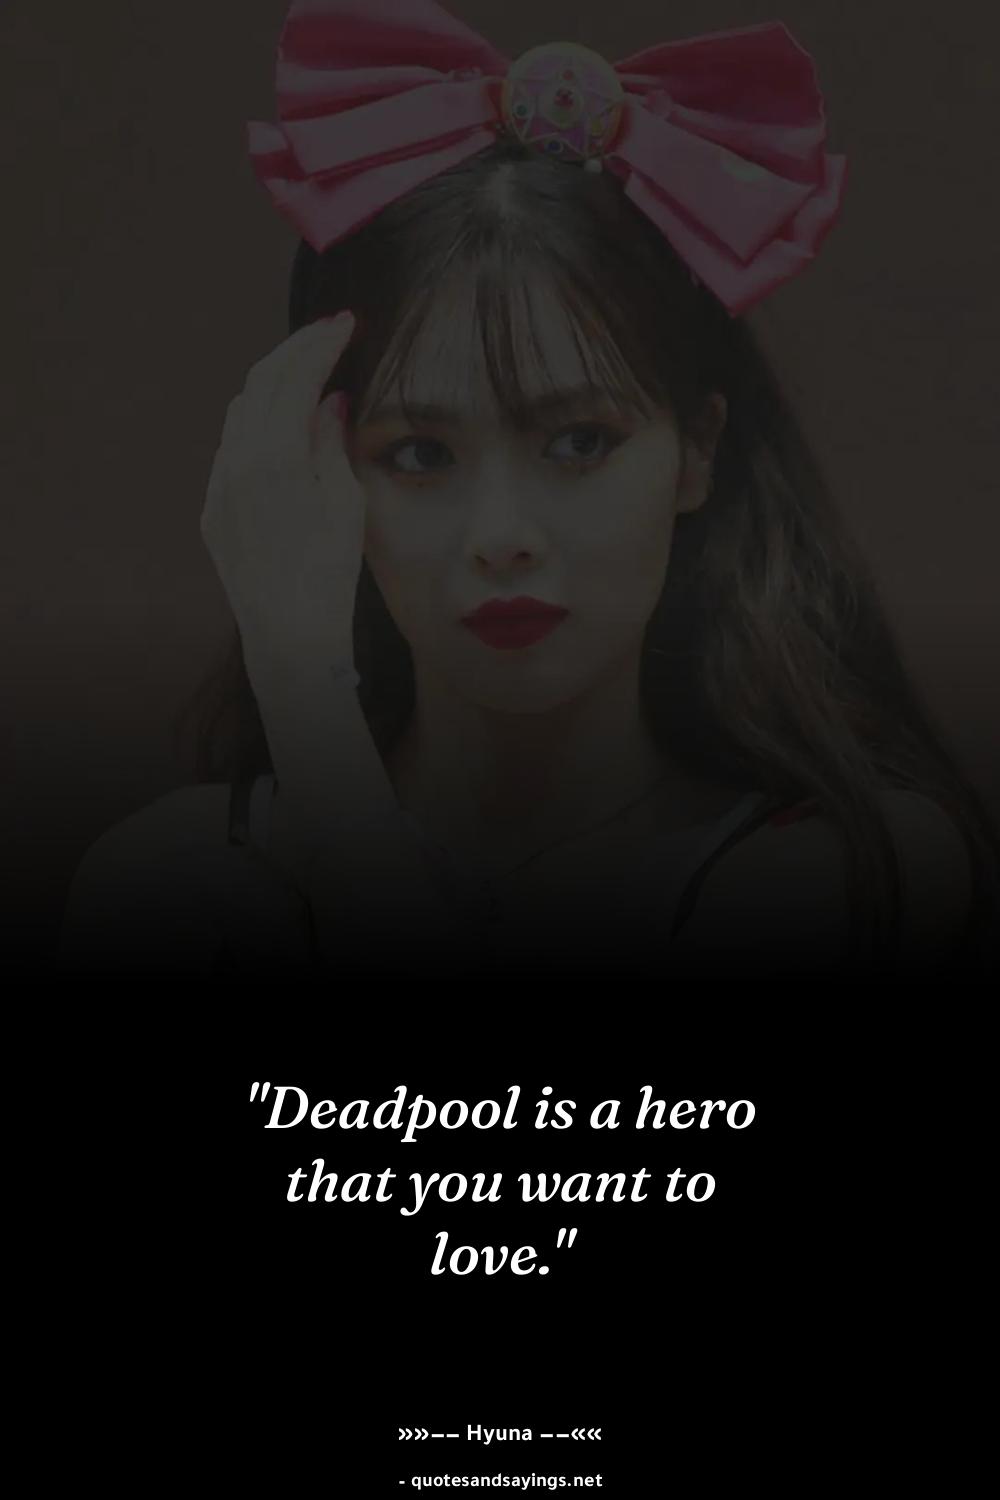 "Deadpool is a hero
that you want to
love."
»»−− Hyuna −−««
- quotesandsayings.net